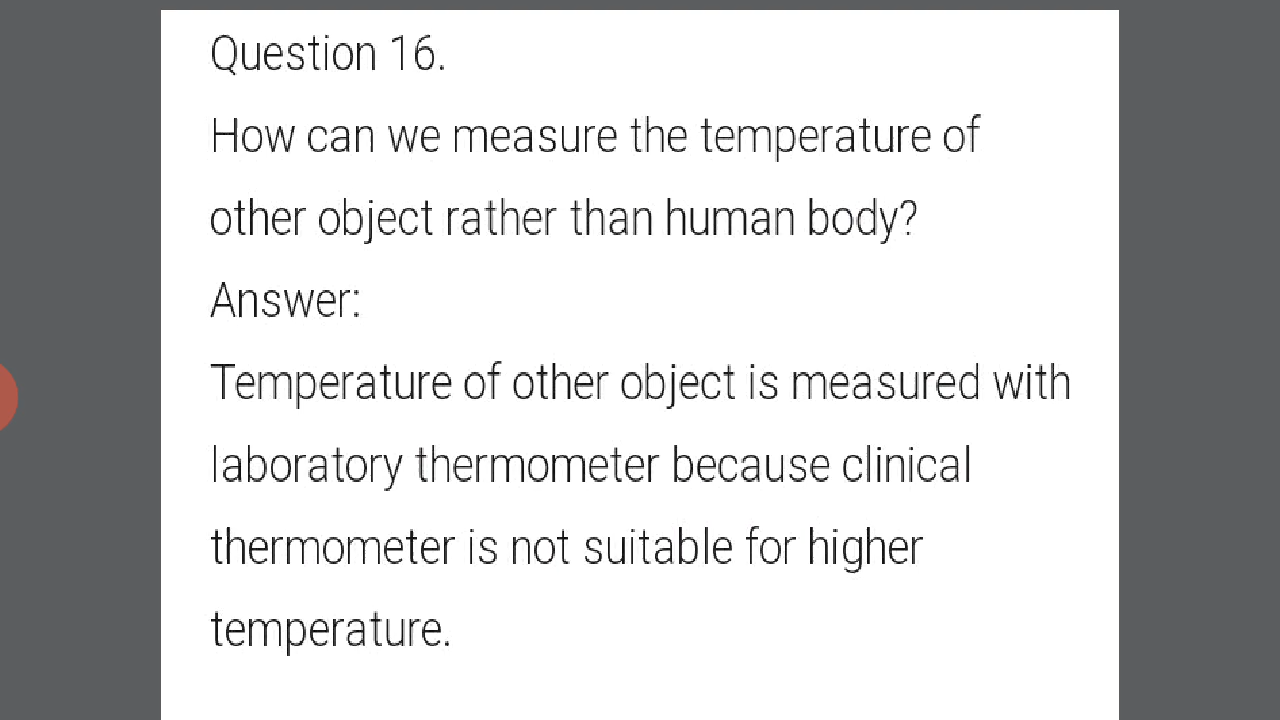 Question 16.
How can we measure the temperature of
other object rather than human body?
Answer:
Temperature of other object is measured with
laboratory thermometer because clinical
thermometer is not suitable for higher
temperature.